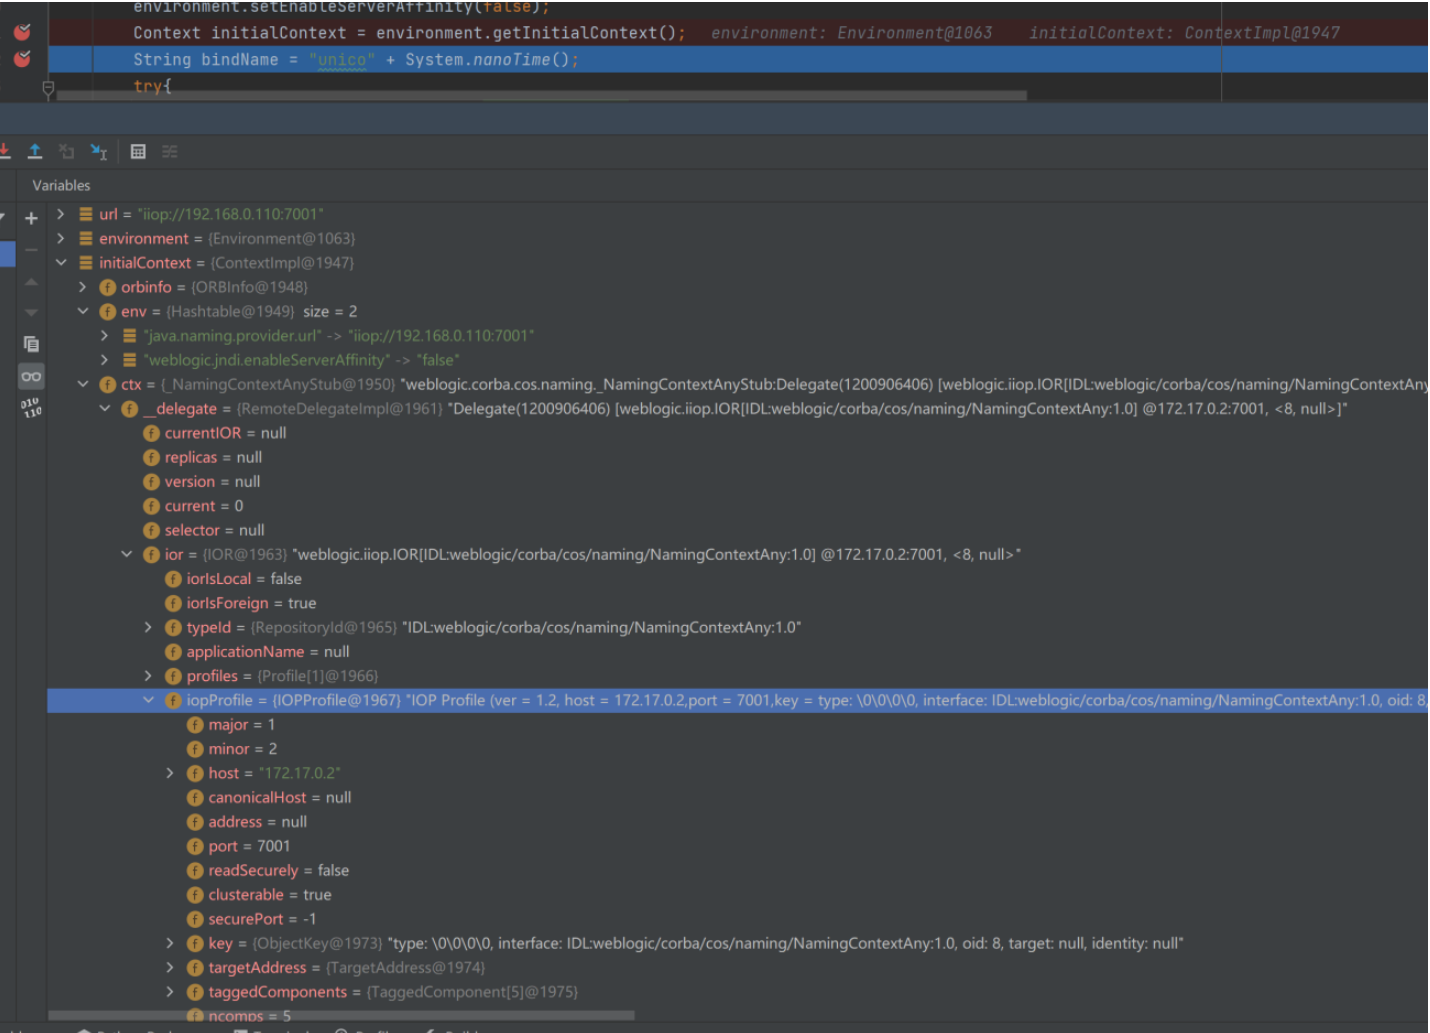 environment.setEnableServerAffinity(false);
Context initialContext = environment.getInitialContext(); environment: Environment@1063 initialContext: ContextImpl@1947
String bindName = "unico" + System.nanoTime();
try{
Variables
url = "iiop://192.168.0.110:7001"
environment = {Environment@1063}
initialContext = {ContextImpl@1947}
orbinfo = {ORBInfo@1948}
env = {Hashtable@1949} size = 2
"java.naming.provider.url" -> "iiop://192.168.0.110:7001"
"weblogic.jndi.enableServerAffinity" -> "false"
ctx = {_NamingContextAnyStub@1950} "weblogic.corba.cos.naming._NamingContextAnyStub:Delegate(1200906406) [weblogic.iiop.IOR[IDL:weblogic/corba/cos/naming/NamingContextAny
__delegate = {RemoteDelegateImpl@1961} "Delegate(1200906406) [weblogic.iiop.IOR[IDL:weblogic/corba/cos/naming/NamingContextAny:1.0] @172.17.0.2:7001, <8, null>]"
currentIOR = null
replicas = null
version = null
current = 0
selector = null
ior = {IOR@1963} "weblogic.iiop.IOR[IDL:weblogic/corba/cos/naming/NamingContextAny:1.0] @172.17.0.2:7001, <8, null>"
iorIsLocal = false
iorIsForeign = true
typeId = {RepositoryId@1965} "IDL:weblogic/corba/cos/naming/NamingContextAny:1.0"
applicationName = null
profiles = {Profile[1]@1966}
iopProfile = {IOPProfile@1967} "IOP Profile (ver = 1.2, host = 172.17.0.2,port = 7001,key = type: \0\0\0\0, interface: IDL:weblogic/corba/cos/naming/NamingContextAny:1.0, oid: 8,
major = 1
minor = 2
host = "172.17.0.2"
canonicalHost = null
address = null
port = 7001
readSecurely = false
clusterable = true
securePort = -1
key = {ObjectKey@1973} "type: \0\0\0\0, interface: IDL:weblogic/corba/cos/naming/NamingContextAny:1.0, oid: 8, target: null, identity: null"
targetAddress = {TargetAddress@1974}
taggedComponents = {TaggedComponent[5]@1975}
ncomps = 5